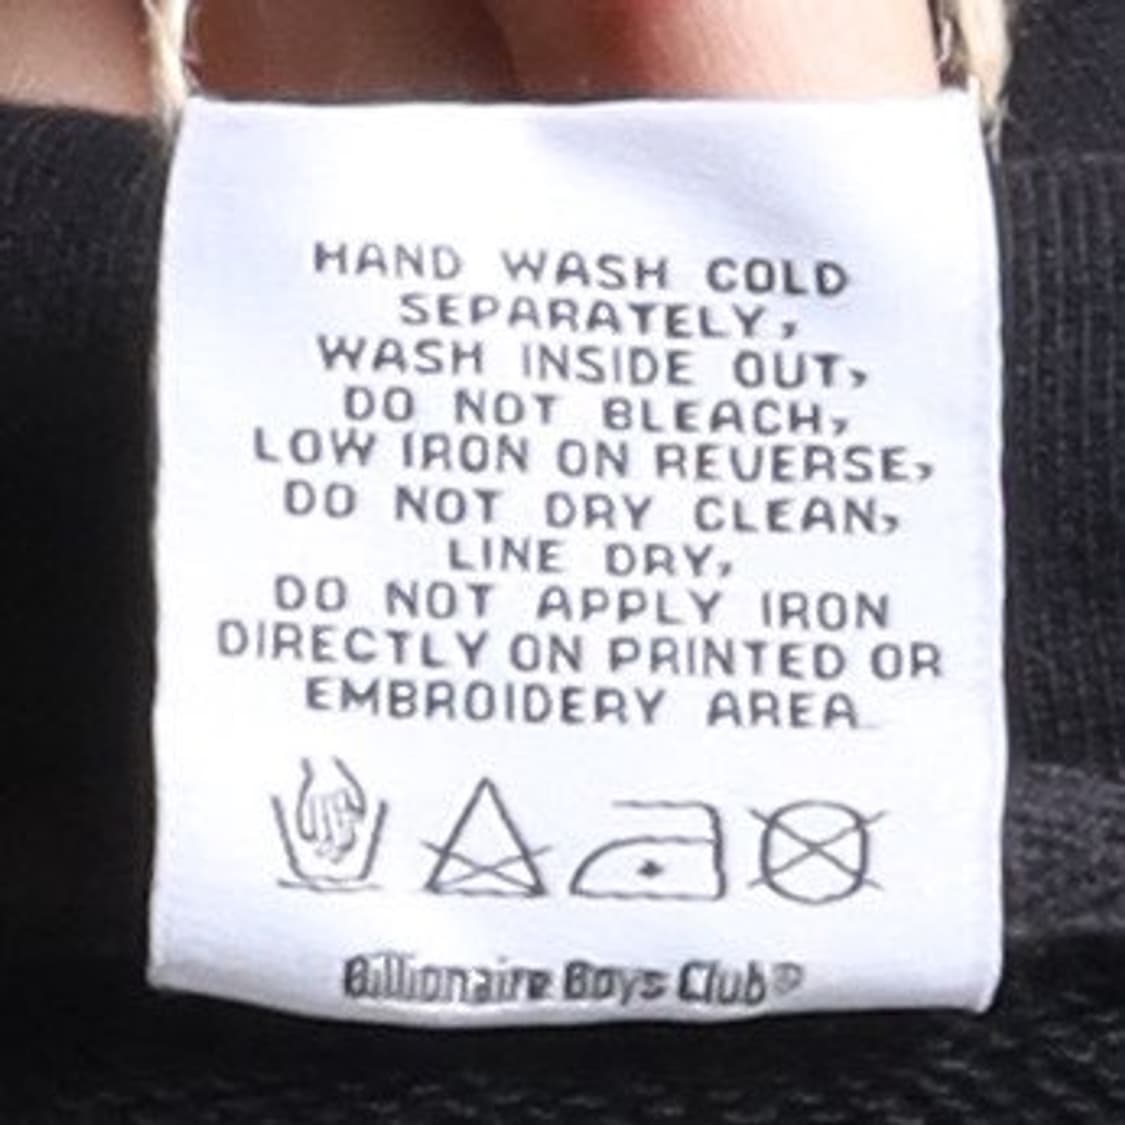 HAND WASH COLD
SEPARATELY,
WASH INSIDE OUT,
DO NOT BLEACH,
LOW IRON ON REVERSE,
DO NOT DRY CLEAN,
LINE DRY,
DO NOT APPLY IRON
DIRECTLY ON PRINTED OR
EMBROIDERY AREA
Billionaire Boys Club®